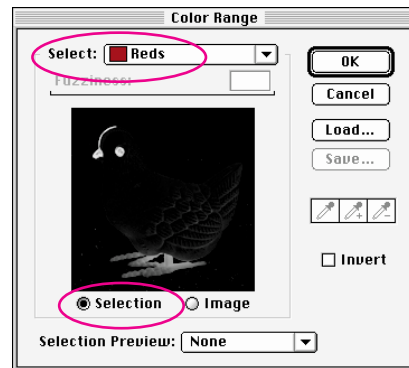 Color Range
Select: Reds
Fuzziness:
OK
Cancel
Load...
Save...
Invert
Selection Image
Selection Preview: None